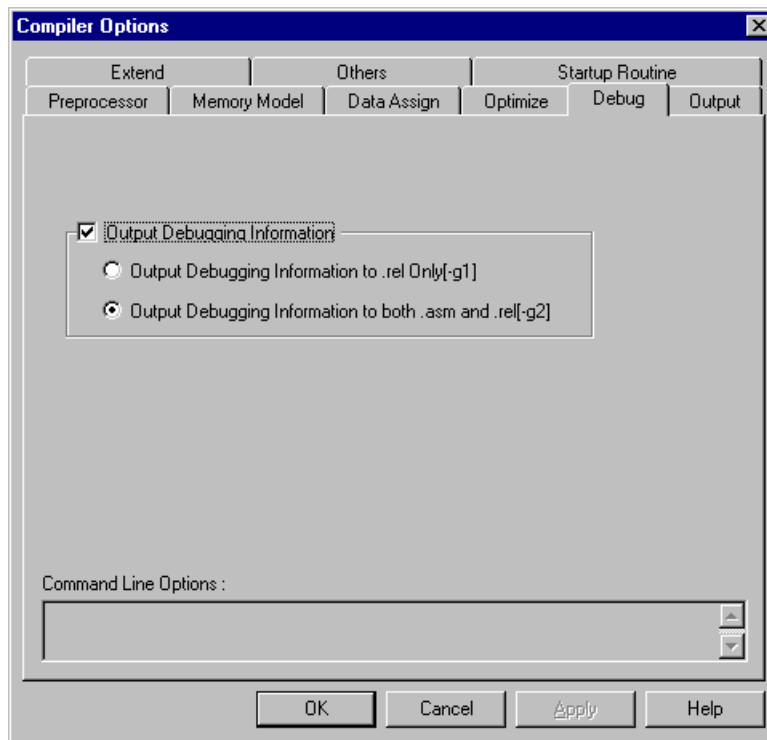 Compiler Options
Extend Others Startup Routine
Preprocessor Memory Model Data Assign Optimize Debug Output
Output Debugging Information
Output Debugging Information to .rel Only[-g1]
Output Debugging Information to both .asm and .rel[-g2]
Command Line Options :
OK Cancel Apply Help